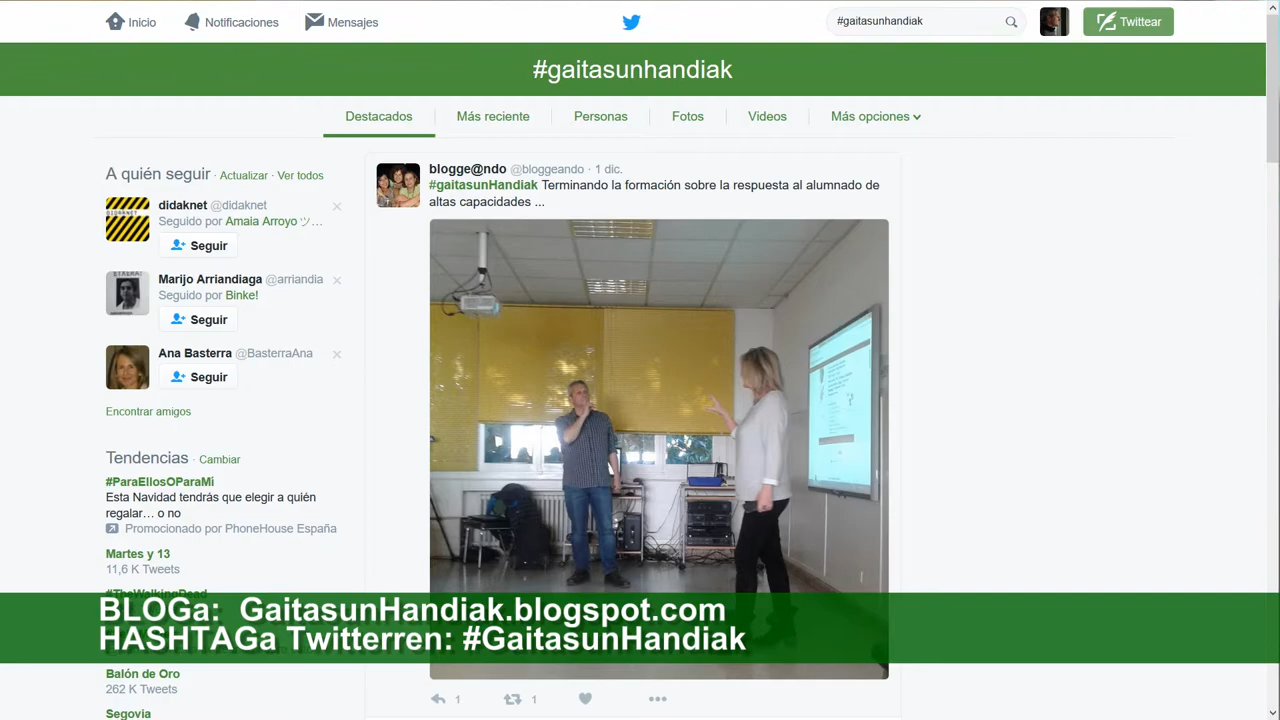 Inicio
Notificaciones
Mensajes
#gaitasunhandiak
Twittear
#gaitasunhandiak
Destacados
Más reciente
Personas
Fotos
Videos
Más opciones
A quién seguir · Actualizar · Ver todos
didaknet @didaknet
Seguido por Amaia Arroyo ツ...
Seguir
Marijo Arriandiaga @arriandia
Seguido por Binke!
Seguir
Ana Basterra @BasterraAna
Seguir
Encontrar amigos
Tendencias · Cambiar
#ParaEllosOParaMi
Esta Navidad tendrás que elegir a quién
regalar… o no
Promocionado por PhoneHouse España
Martes y 13
11,6 K Tweets
#TheWalkingDead
Balón de Oro
262 K Tweets
Segovia
blogge@ndo @bloggeando · 1 dic.
#gaitasunHandiak Terminando la formación sobre la respuesta al alumnado de
altas capacidades ...
1
1
BLOGa: GaitasunHandiak.blogspot.com
HASHTAGa Twitterren: #GaitasunHandiak